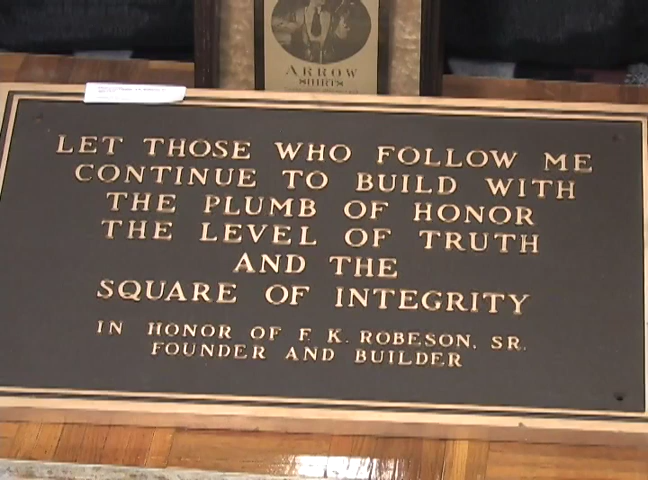 ARROW
SHIRTS
LET THOSE WHO FOLLOW ME
CONTINUE TO BUILD WITH
THE PLUMB OF HONOR
THE LEVEL OF TRUTH
AND THE
SQUARE OF INTEGRITY
IN HONOR OF F. K. ROBESON, SR.
FOUNDER AND BUILDER